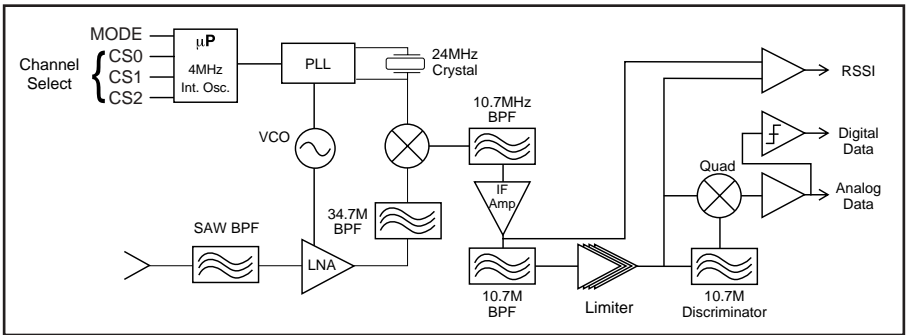 MODE
CS0
CS1
CS2
Channel
Select
μP
4MHz
Int. Osc.
PLL
24MHz
Crystal
VCO
10.7MHz
BPF
IF
Amp
34.7M
BPF
SAW BPF
LNA
10.7M
BPF
Limiter
Quad
10.7M
Discriminator
RSSI
Digital
Data
Analog
Data